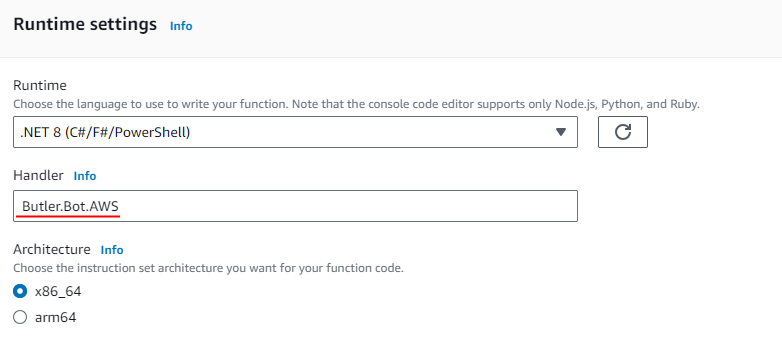 Runtime settings Info
Runtime
Choose the language to use to write your function. Note that the console code editor supports only Node.js, Python, and Ruby.
.NET 8 (C#/F#/PowerShell)
Handler Info
Butler.Bot.AWS
Architecture Info
Choose the instruction set architecture you want for your function code.
x86_64
arm64